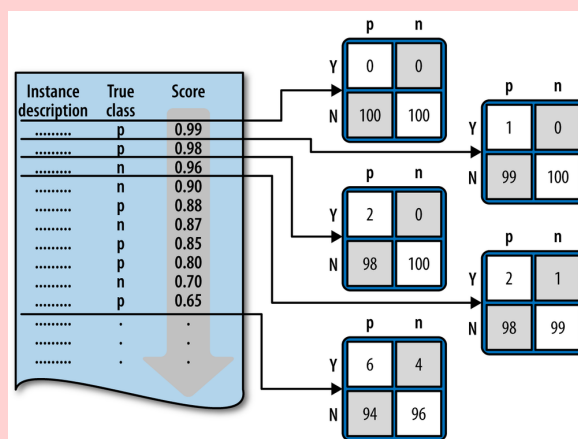 Instance description True class Score
......... p 0.99
......... p 0.98
......... n 0.96
......... n 0.90
......... p 0.88
......... n 0.87
......... p 0.85
......... p 0.80
......... n 0.70
......... p 0.65
......... . .
......... . .
......... . .
p n
Y 0 0
N 100 100
p n
Y 1 0
N 99 100
p n
Y 2 0
N 98 100
p n
Y 2 1
N 98 99
p n
Y 6 4
N 94 96